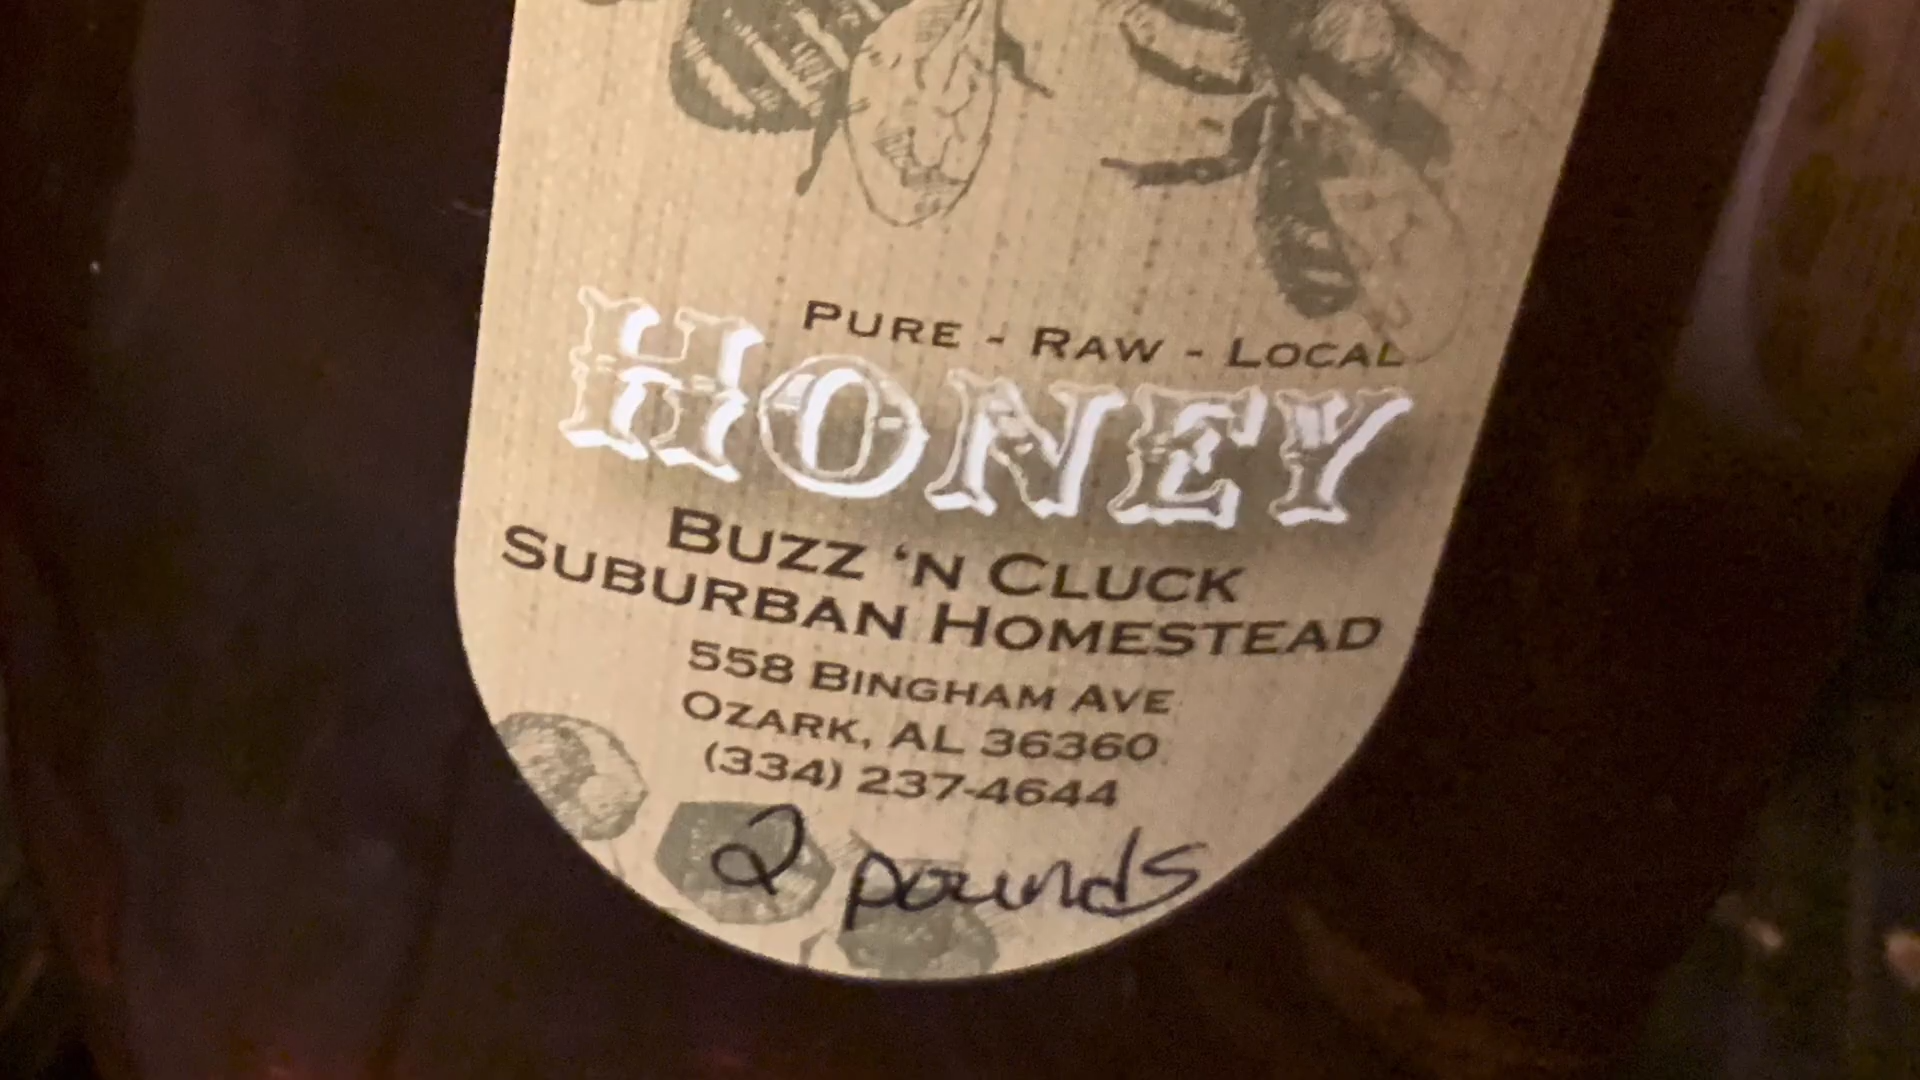 PURE - RAW - LOCAL
HONEY
BUZZ 'N CLUCK
SUBURBAN HOMESTEAD
558 BINGHAM AVE
OZARK, AL 36360
(334) 237-4644
2 pounds